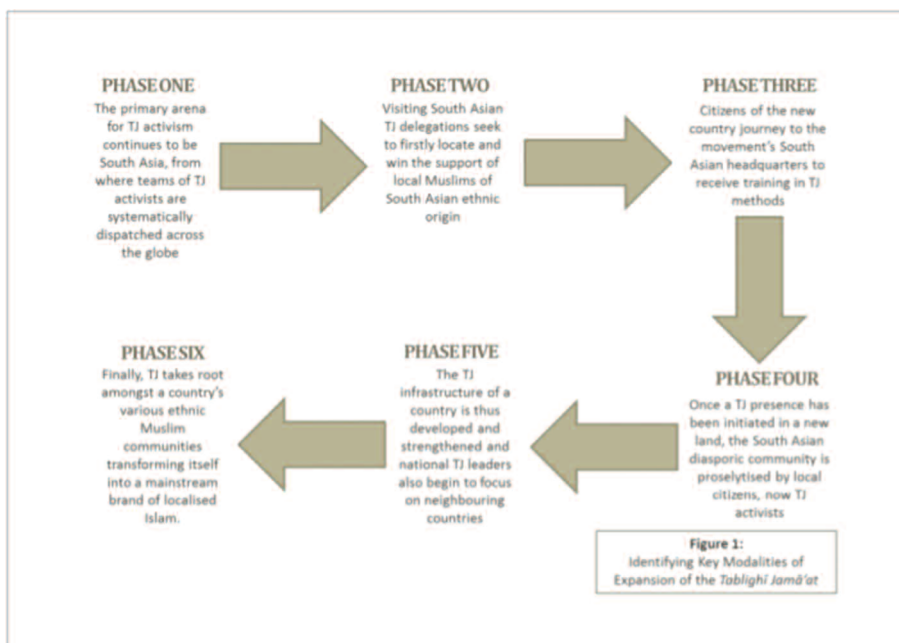 PHASE ONE
The primary arena
for TJ activism
continues to be
South Asia, from
where teams of TJ
activists are
systematically
dispatched across
the globe
PHASE TWO
Visiting South Asian
TJ delegations seek
to firstly locate and
win the support of
local Muslims of
South Asian ethnic
origin
PHASE THREE
Citizens of the new
country journey to the
movement's South
Asian headquarters to
receive training in TJ
methods
PHASE FOUR
Once a TJ presence has
been initiated in a new
land, the South Asian
diasporic community is
proselytised by local
citizens, now TJ
activists
PHASE FIVE
The TJ
infrastructure of a
country is thus
developed and
strengthened and
national TJ leaders
also begin to focus
on neighbouring
countries
PHASE SIX
Finally, TJ takes root
amongst a country's
various ethnic
Muslim
communities
transforming itself
into a mainstream
brand of localised
Islam.
Figure 1:
Identifying Key Modalities of
Expansion of the Tablighī Jamā'at